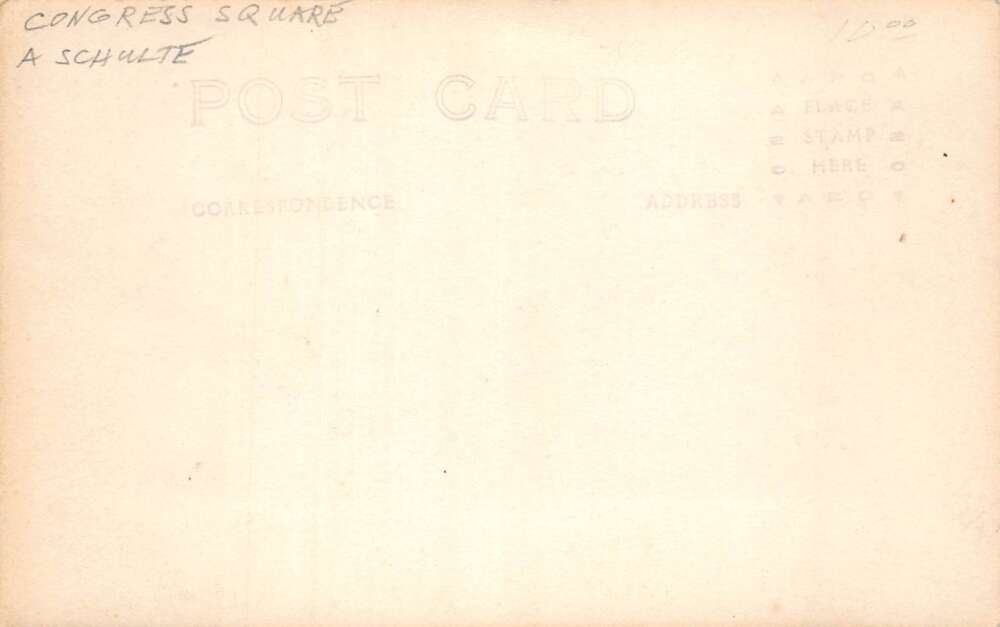 CONGRESS SQUARE
A SCHULTE
10.00
POST CARD
PLACE
STAMP
HERE
CORRESPONDENCE
ADDRESS